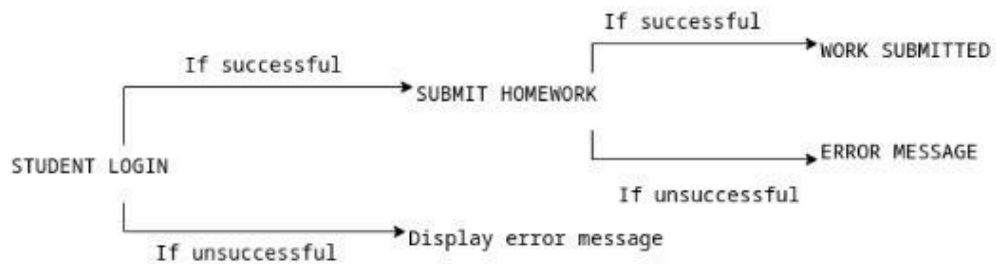 If successful
WORK SUBMITTED
If successful
SUBMIT HOMEWORK
ERROR MESSAGE
STUDENT LOGIN
If unsuccessful
Display error message
If unsuccessful